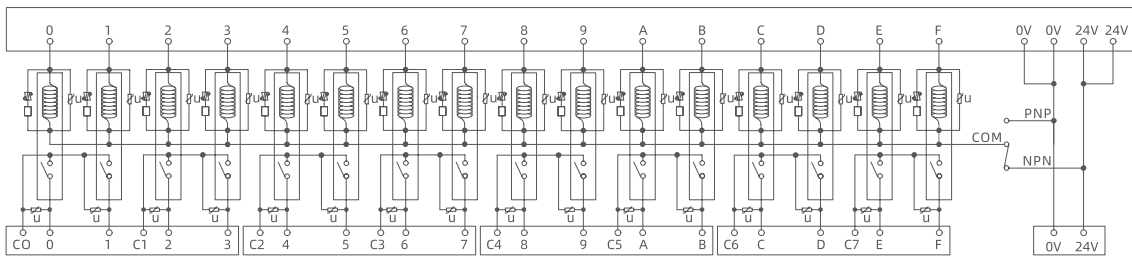 0 1 2 3 4 5 6 7 8 9 A B C D E F 0V 0V 24V 24V
u u u u u u u u u u u u u u u u
PNP
COM
NPN
u u u u u u u u u u u u u u u u
CO 0 1 C1 2 3 C2 4 5 C3 6 7 C4 8 9 C5 A B C6 C D C7 E F 0V 24V